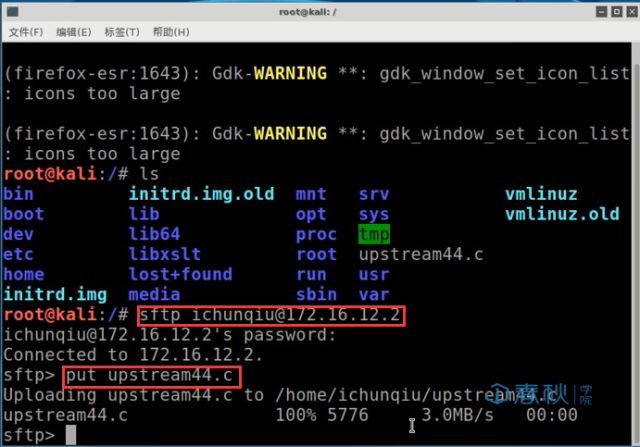 root@kali: /
文件(F) 编辑(E) 标签(T) 帮助(H)
(firefox-esr:1643): Gdk-WARNING **: gdk_window_set_icon_list
: icons too large
(firefox-esr:1643): Gdk-WARNING **: gdk_window_set_icon_list
: icons too large
root@kali:/# ls
bin initrd.img.old mnt srv vmlinuz
boot lib opt sys vmlinuz.old
dev lib64 proc tmp
etc libxslt root upstream44.c
home lost+found run usr
initrd.img media sbin var
root@kali:/# sftp ichunqiu@172.16.12.2
ichunqiu@172.16.12.2's password:
Connected to 172.16.12.2.
sftp> put upstream44.c
Uploading upstream44.c to /home/ichunqiu/upstream44.c
upstream44.c 100% 5776 3.0MB/s 00:00
sftp>
春秋 学院